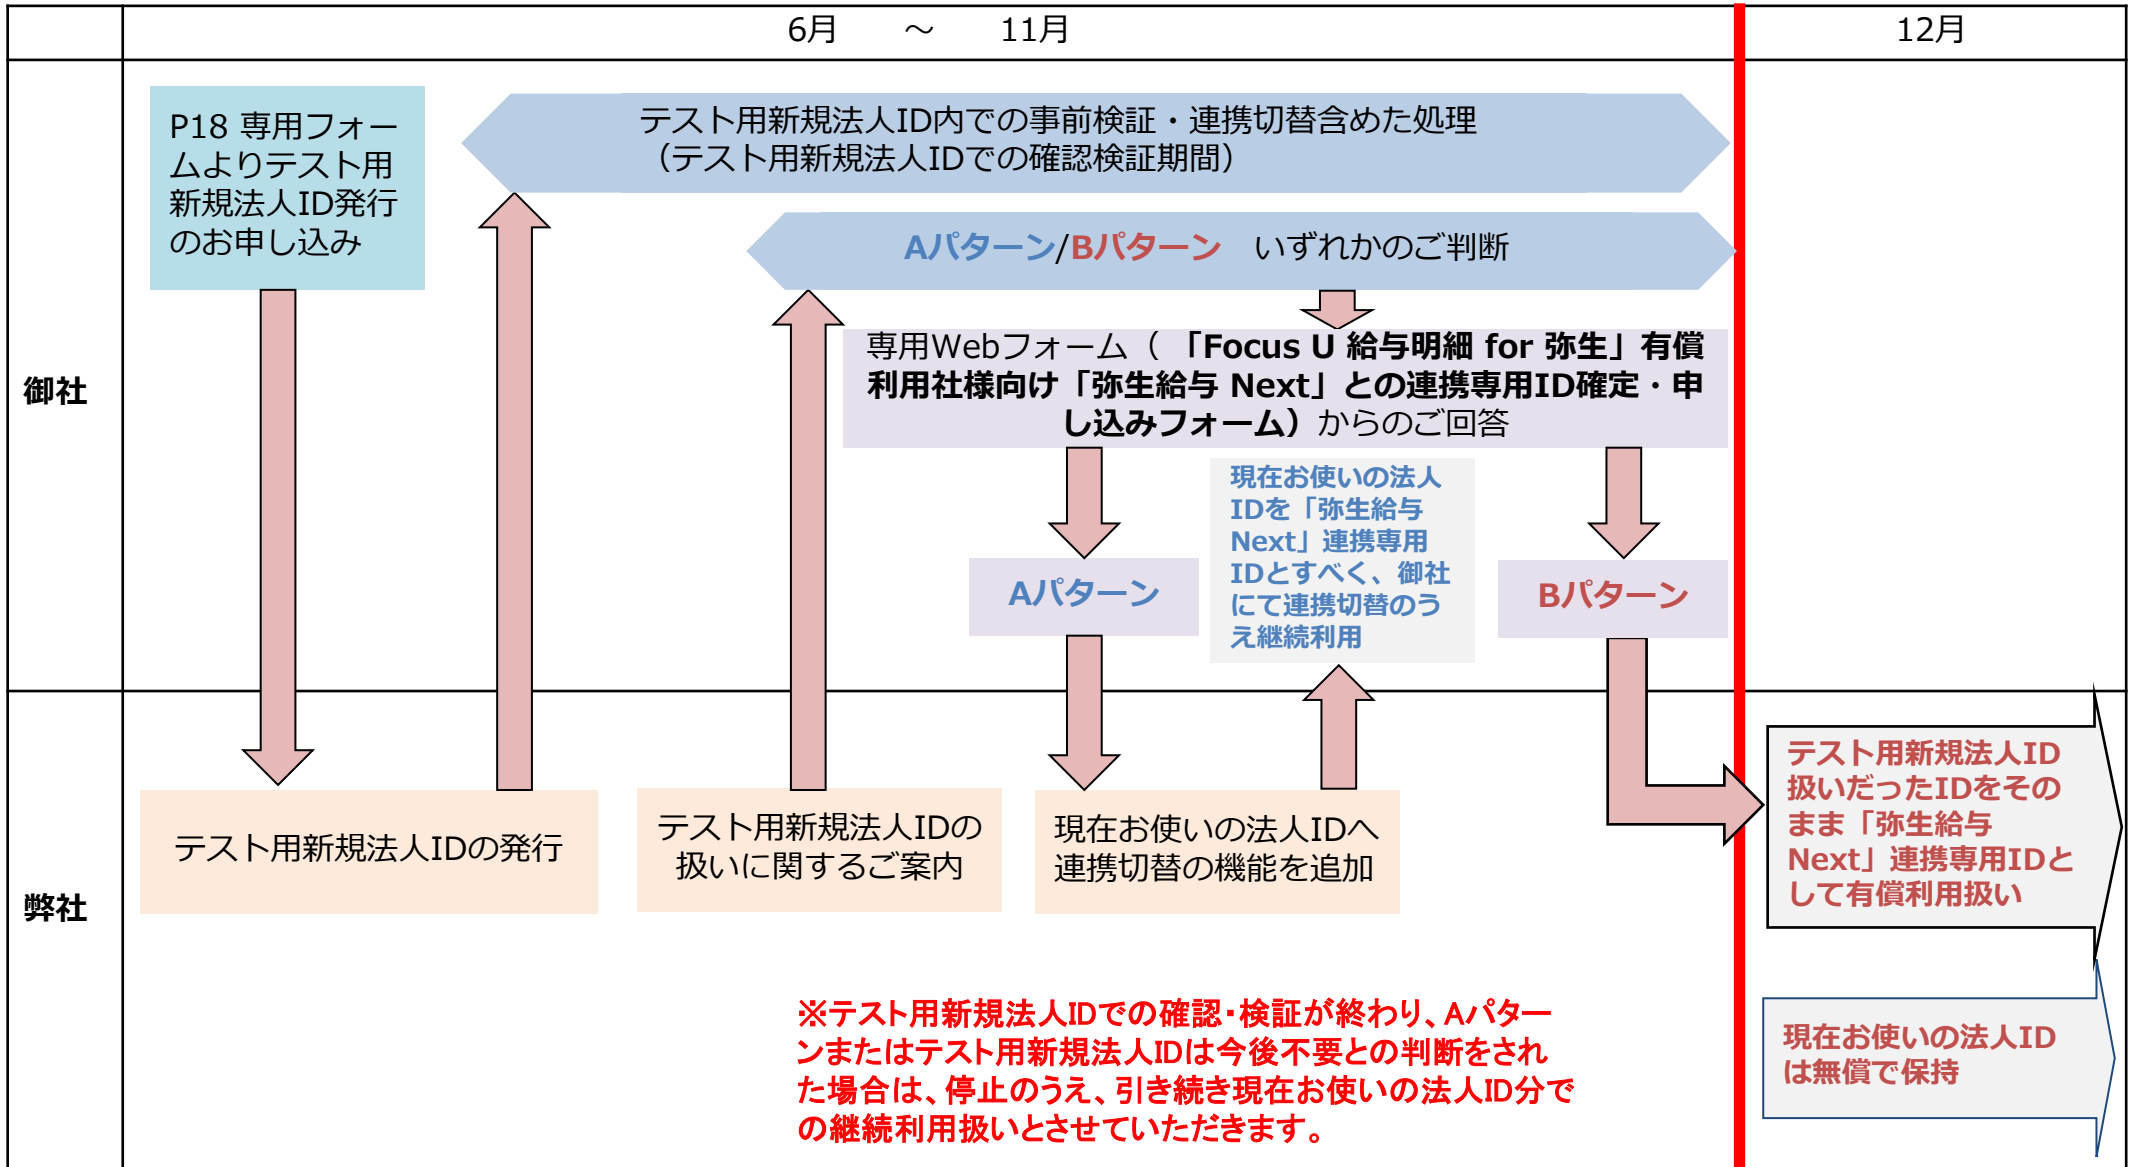 6月　～　11月
12月
御社
P18 専用フォー
ムよりテスト用
新規法人ID発行
のお申し込み
テスト用新規法人ID内での事前検証・連携切替含めた処理
（テスト用新規法人IDでの確認検証期間）
Aパターン/Bパターン　いずれかのご判断
専用Webフォーム（ 「Focus U 給与明細 for 弥生」有償
利用社様向け「弥生給与 Next」との連携専用ID確定・申
し込みフォーム）からのご回答
Aパターン
現在お使いの法人
IDを「弥生給与
Next」連携専用
IDとすべく、御社
にて連携切替のう
え継続利用
Bパターン
弊社
テスト用新規法人IDの発行
テスト用新規法人IDの
扱いに関するご案内
現在お使いの法人IDへ
連携切替の機能を追加
テスト用新規法人ID
扱いだったIDをその
まま「弥生給与
Next」連携専用IDと
して有償利用扱い
現在お使いの法人ID
は無償で保持
※テスト用新規法人IDでの確認・検証が終わり、Aパター
ンまたはテスト用新規法人IDは今後不要との判断をされ
た場合は、停止のうえ、引き続き現在お使いの法人ID分で
の継続利用扱いとさせていただきます。